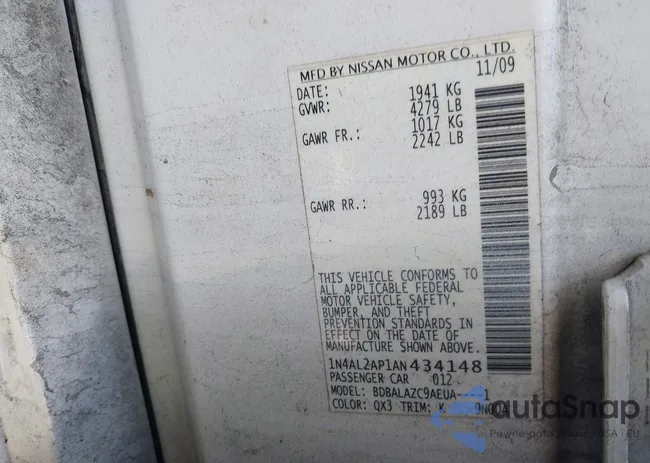 MFD BY NISSAN MOTOR CO., LTD.
DATE: 11/09
GVWR: 1941 KG
4279 LB
GAWR FR.: 1017 KG
2242 LB
GAWR RR.: 993 KG
2189 LB
THIS VEHICLE CONFORMS TO
ALL APPLICABLE FEDERAL
MOTOR VEHICLE SAFETY,
BUMPER, AND THEFT
PREVENTION STANDARDS IN
EFFECT ON THE DATE OF
MANUFACTURE SHOWN ABOVE.
1N4AL2AP1AN434148
PASSENGER CAR 012
MODEL: BDBALAZC9AEUA-
COLOR: QX3 TRIM: K
autoSnap